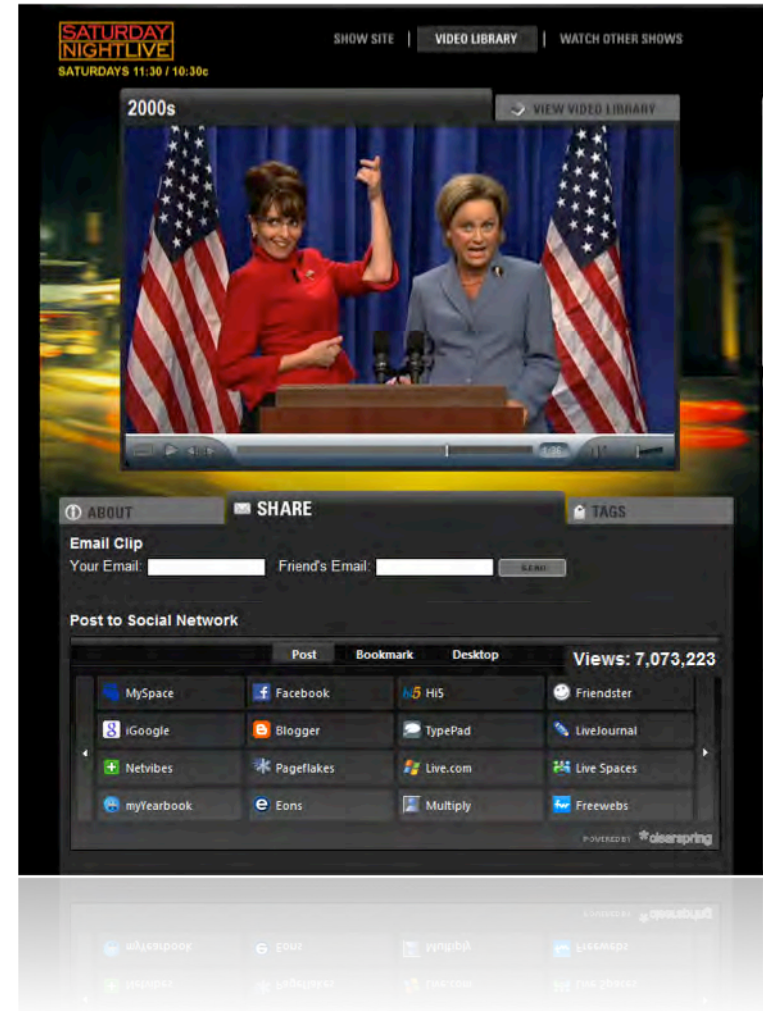 SATURDAY
NIGHTLIVE
SATURDAYS 11:30 / 10:30c
SHOW SITE | VIDEO LIBRARY | WATCH OTHER SHOWS
2000s
VIEW VIDEO LIBRARY
ABOUT
SHARE
TAGS
Email Clip
Your Email: Friend's Email: SEND
Post to Social Network
Post Bookmark Desktop Views: 7,073,223
MySpace Facebook Hi5 Friendster
iGoogle Blogger TypePad LiveJournal
Netvibes Pageflakes Live.com Live Spaces
myYearbook Eons Multiply Freewebs
POWERED BY clearspring